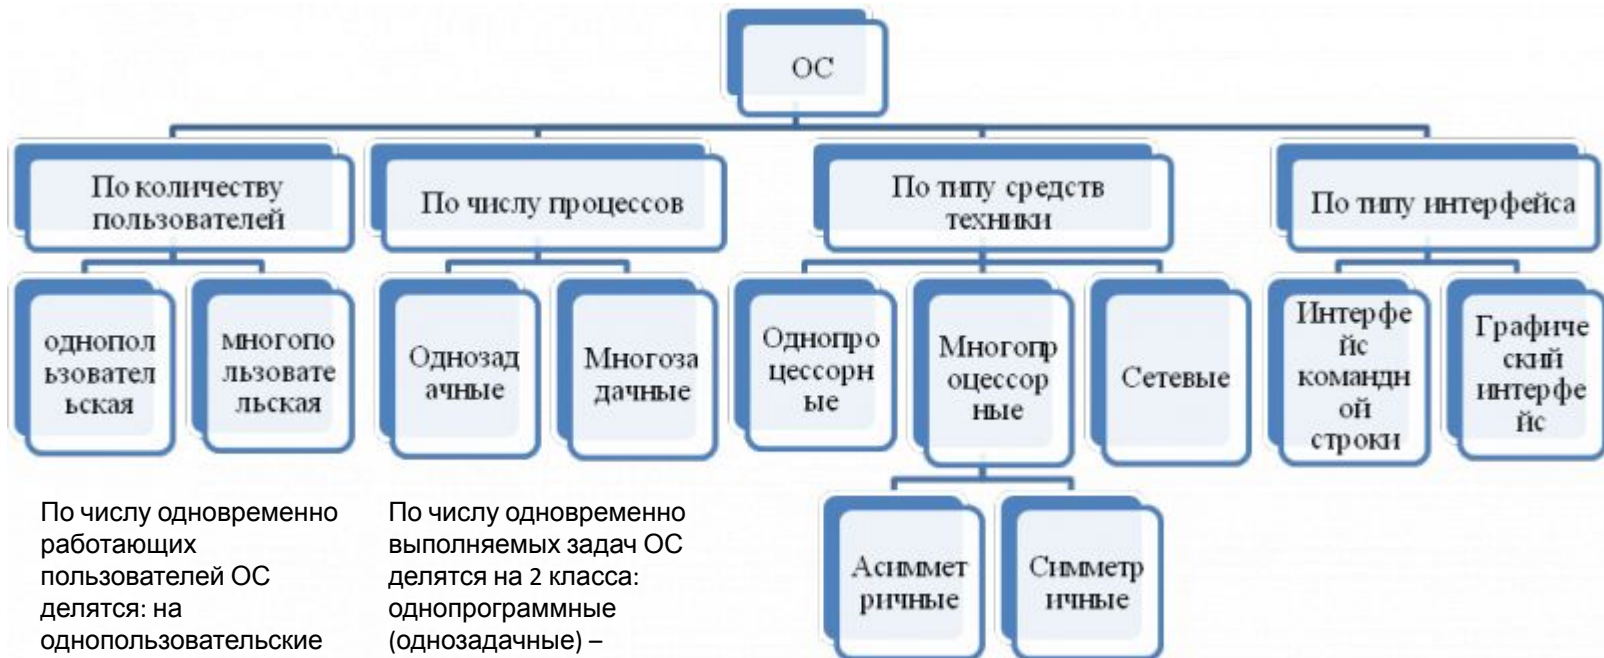 ОС
По количеству
пользователей
По числу процессов
По типу средств
техники
По типу интерфейса
однопол
ьзовател
ьская
многопо
льзовате
льская
Однозад
ачные
Многоза
дачные
Однопро
цессорн
ые
Многопр
оцессор
ные
Сетевые
Интерфе
йс
командн
ой
строки
Графиче
ский
интерфе
йс
Асиммет
ричные
Симметр
ичные
По числу одновременно
работающих
пользователей ОС
делятся: на
однопользовательские
По числу одновременно
выполняемых задач ОС
делятся на 2 класса:
однопрограммные
(однозадачные) –